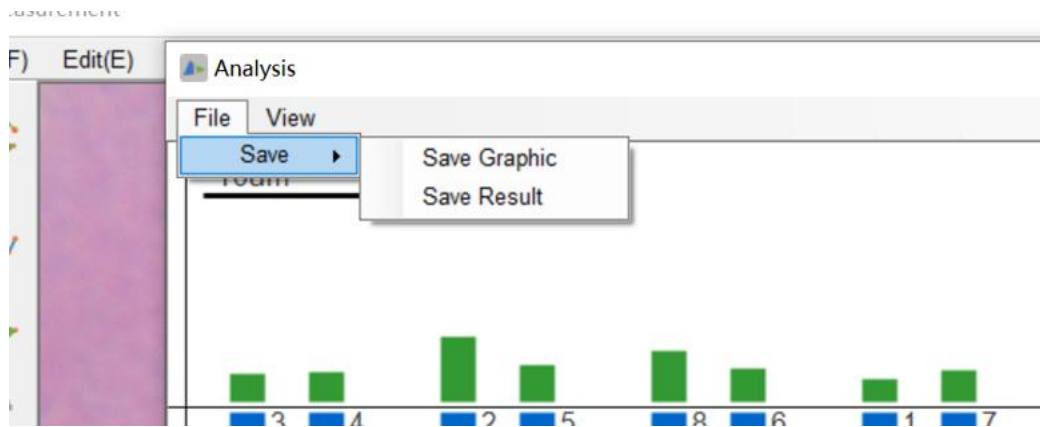 F) Edit(E)
Analysis
File View
Save
Save Graphic
Save Result
3 4 2 5 8 6 1 7